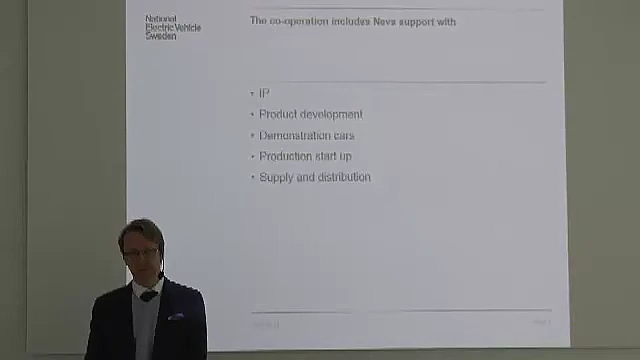 National
Electric Vehicle
Sweden
The co-operation includes Nevs support with
• IP
• Product development
• Demonstration cars
• Production start up
• Supply and distribution